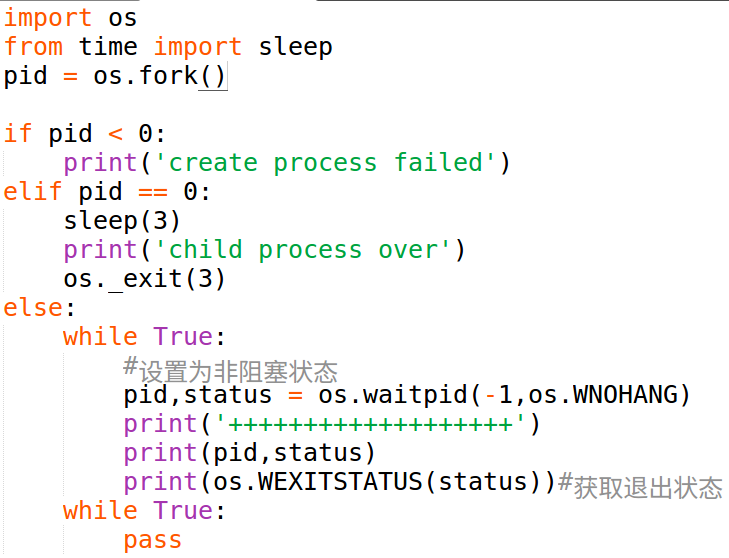 import os
from time import sleep
pid = os.fork()

if pid < 0:
    print('create process failed')
elif pid == 0:
    sleep(3)
    print('child process over')
    os._exit(3)
else:
    while True:
        #设置为非阻塞状态
        pid,status = os.waitpid(-1,os.WNOHANG)
        print('+++++++++++++++++++')
        print(pid,status)
        print(os.WEXITSTATUS(status))#获取退出状态
    while True:
        pass